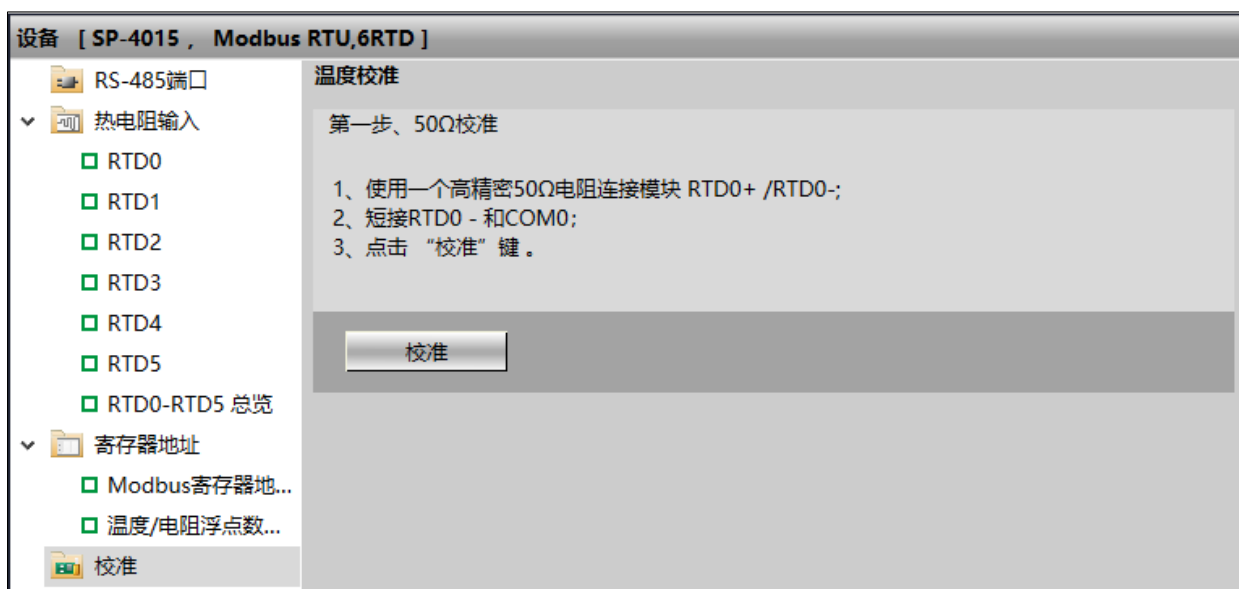 设备 [ SP-4015 , Modbus RTU,6RTD ]
RS-485端口
热电阻输入
RTD0
RTD1
RTD2
RTD3
RTD4
RTD5
RTD0-RTD5 总览
寄存器地址
Modbus寄存器地...
温度/电阻浮点数...
校准
温度校准
第一步、50Ω校准
1、使用一个高精密50Ω电阻连接模块 RTD0+ /RTD0-;
2、短接RTD0 - 和COM0;
3、点击 “校准” 键 。
校准